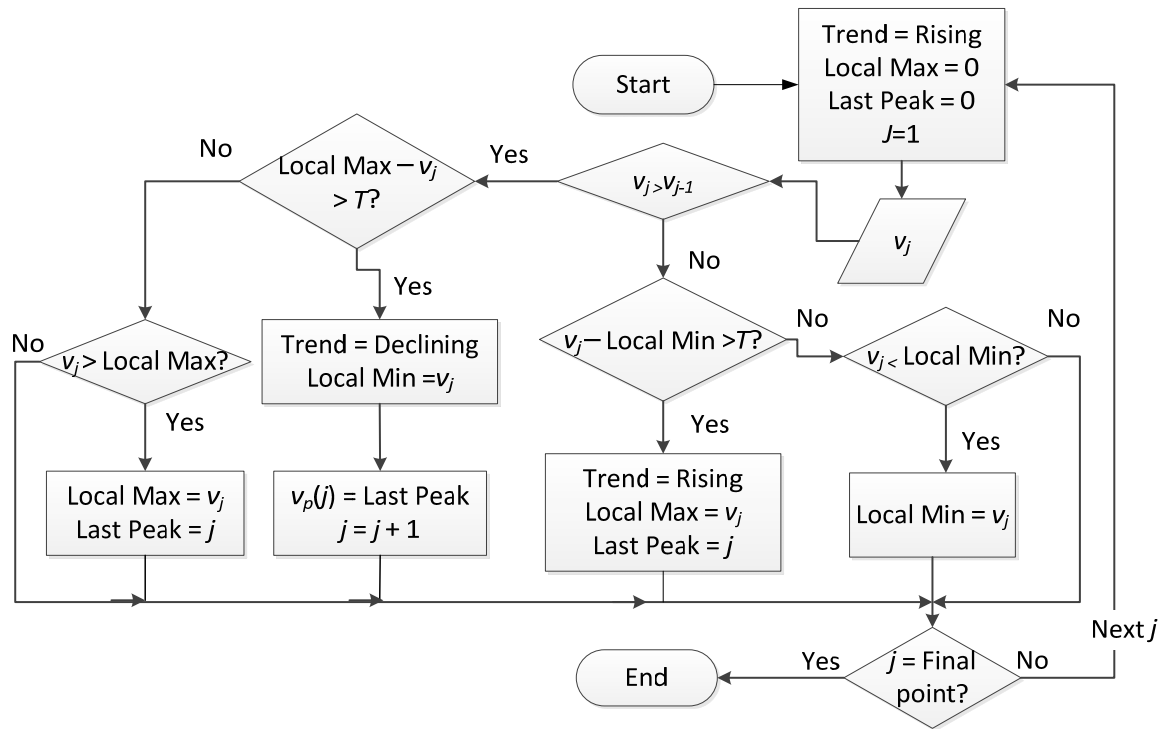 Start
Trend = Rising
Local Max = 0
Last Peak = 0
J=1
vj
vj >vj-1
Yes
No
Local Max – vj
> T?
No
Yes
vj > Local Max?
No
Yes
Local Max = vj
Last Peak = j
Trend = Declining
Local Min =vj
vp(j) = Last Peak
j = j + 1
vj – Local Min >T?
No
Yes
Trend = Rising
Local Max = vj
Last Peak = j
vj < Local Min?
No
Yes
Local Min = vj
j = Final
point?
Yes
No
Next j
End